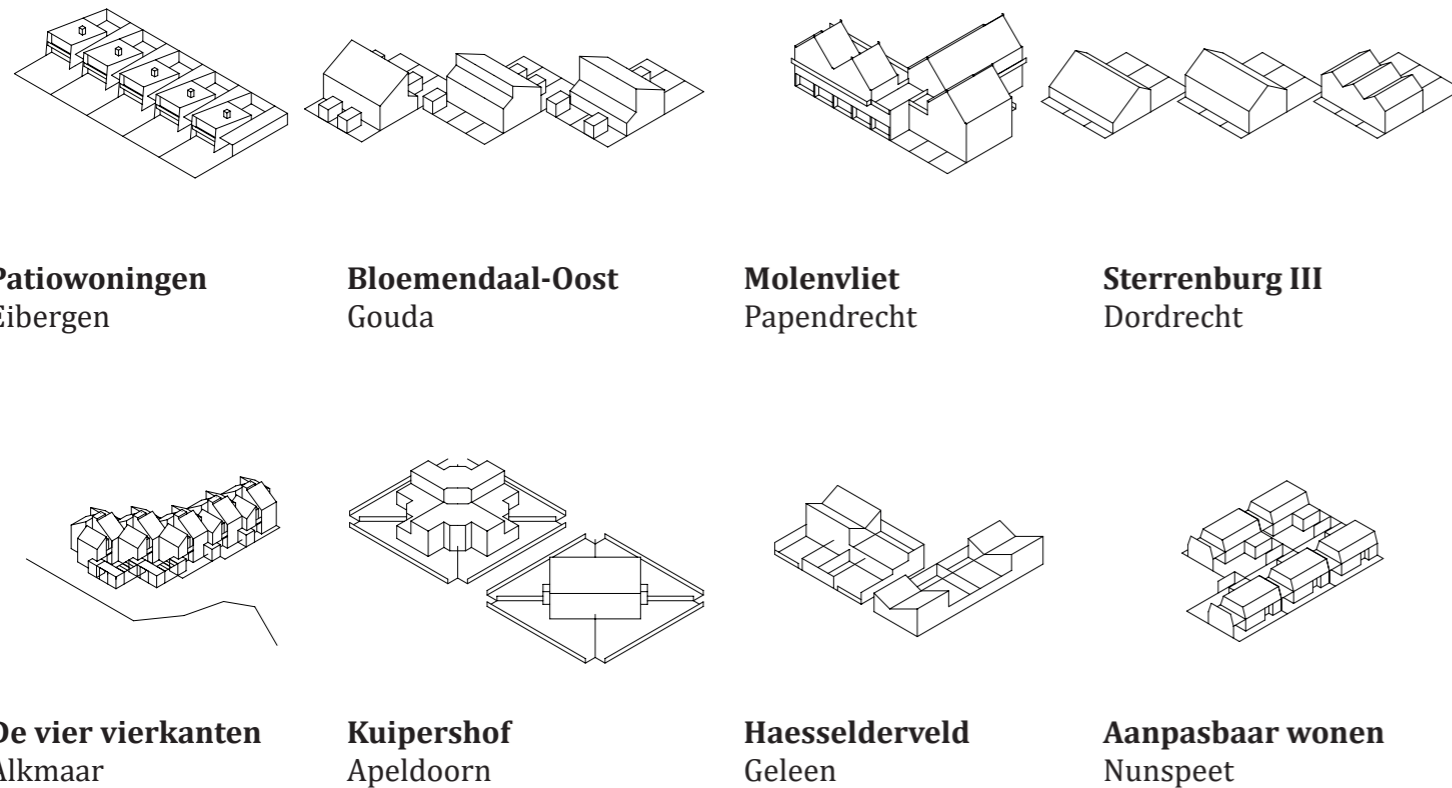 Patiowoningen
Eibergen
Bloemendaal-Oost
Gouda
Molenvliet
Papendrecht
Sterrenburg III
Dordrecht
De vier vierkanten
Alkmaar
Kuipershof
Apeldoorn
Haesselderveld
Geleen
Aanpasbaar wonen
Nunspeet